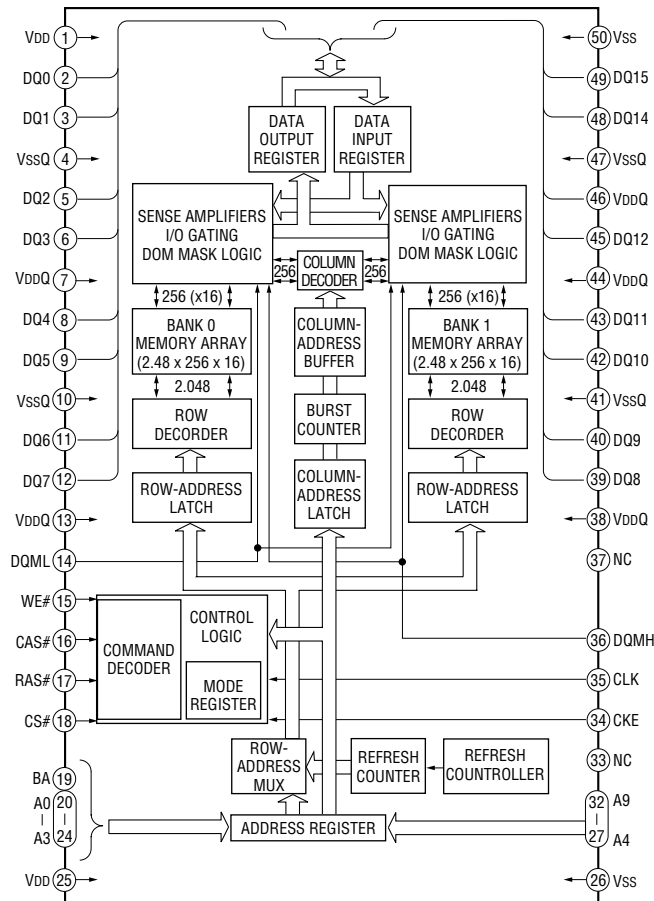 VDD 1
50 VSS
DQ0 2
49 DQ15
DQ1 3
48 DQ14
VSSQ 4
47 VSSQ
DQ2 5
46 VDDQ
DQ3 6
45 DQ12
VDDQ 7
44 VDDQ
DQ4 8
43 DQ11
DQ5 9
42 DQ10
VSSQ 10
41 VSSQ
DQ6 11
40 DQ9
DQ7 12
39 DQ8
VDDQ 13
38 VDDQ
DQML 14
37 NC
WE# 15
CAS# 16
36 DQMH
RAS# 17
35 CLK
CS# 18
34 CKE
BA 19
33 NC
A0 20
32 A9
A3 24
27 A4
VDD 25
26 VSS
DATA
OUTPUT
REGISTER
DATA
INPUT
REGISTER
SENSE AMPLIFIERS
I/O GATING
DOM MASK LOGIC
SENSE AMPLIFIERS
I/O GATING
DOM MASK LOGIC
256
COLUMN
DECODER
256
256 (x16)
256 (x16)
BANK 0
MEMORY ARRAY
(2.48 x 256 x 16)
COLUMN-
ADDRESS
BUFFER
BANK 1
MEMORY ARRAY
(2.48 x 256 x 16)
2.048
2.048
ROW
DECORDER
BURST
COUNTER
ROW
DECORDER
ROW-ADDRESS
LATCH
COLUMN-
ADDRESS
LATCH
ROW-ADDRESS
LATCH
COMMAND
DECODER
CONTROL
LOGIC
MODE
REGISTER
ROW-
ADDRESS
MUX
REFRESH
COUNTER
REFRESH
COUNTROLLER
ADDRESS REGISTER